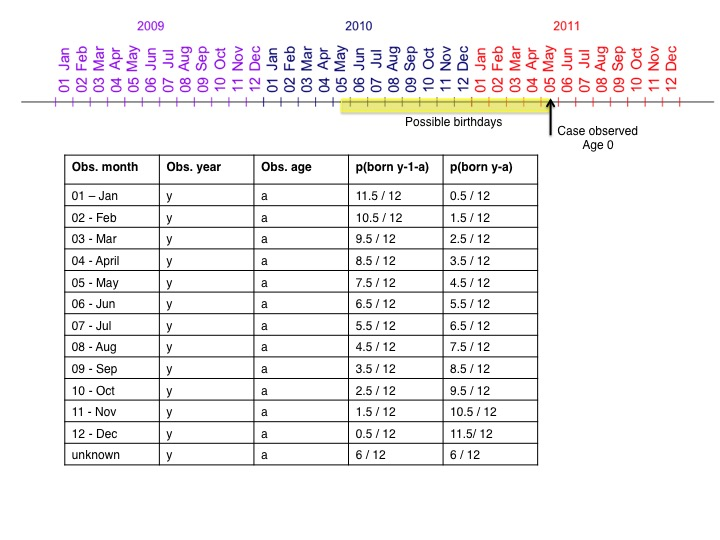 2009 2010 2011
01 Jan 02 Feb 03 Mar 04 Apr 05 May 06 Jun 07 Jul 08 Aug 09 Sep 10 Oct 11 Nov 12 Dec 01 Jan 02 Feb 03 Mar 04 Apr 05 May 06 Jun 07 Jul 08 Aug 09 Sep 10 Oct 11 Nov 12 Dec 01 Jan 02 Feb 03 Mar 04 Apr 05 May 06 Jun 07 Jul 08 Aug 09 Sep 10 Oct 11 Nov 12 Dec
Possible birthdays
Case observed
Age 0
Obs. month Obs. year Obs. age p(born y-1-a) p(born y-a)
01 – Jan y a 11.5 / 12 0.5 / 12
02 - Feb y a 10.5 / 12 1.5 / 12
03 - Mar y a 9.5 / 12 2.5 / 12
04 - April y a 8.5 / 12 3.5 / 12
05 - May y a 7.5 / 12 4.5 / 12
06 - Jun y a 6.5 / 12 5.5 / 12
07 - Jul y a 5.5 / 12 6.5 / 12
08 - Aug y a 4.5 / 12 7.5 / 12
09 - Sep y a 3.5 / 12 8.5 / 12
10 - Oct y a 2.5 / 12 9.5 / 12
11 - Nov y a 1.5 / 12 10.5 / 12
12 - Dec y a 0.5 / 12 11.5/ 12
unknown y a 6 / 12 6 / 12